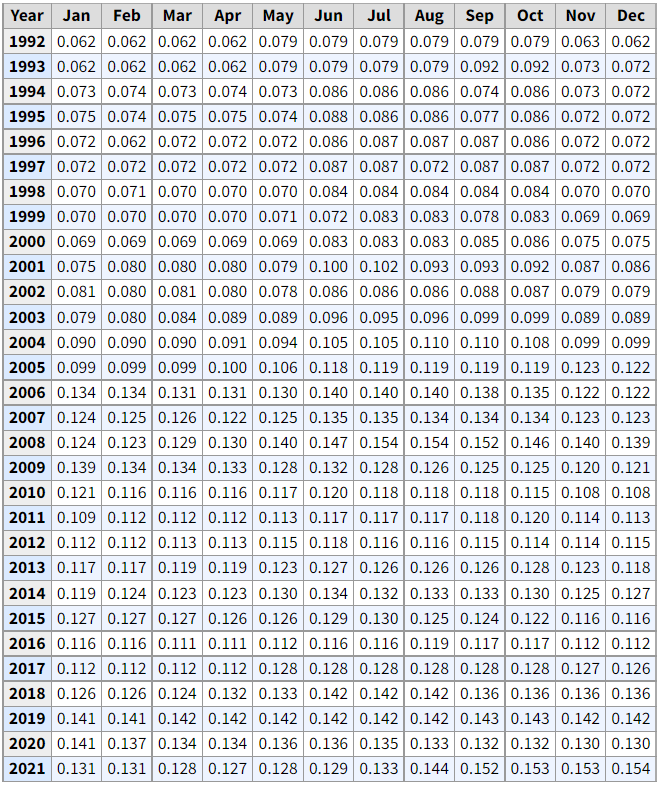 Year Jan Feb Mar Apr May Jun Jul Aug Sep Oct Nov Dec
1992 0.062 0.062 0.062 0.062 0.079 0.079 0.079 0.079 0.079 0.079 0.063 0.062
1993 0.062 0.062 0.062 0.062 0.079 0.079 0.079 0.079 0.092 0.092 0.073 0.072
1994 0.073 0.074 0.073 0.074 0.073 0.086 0.086 0.086 0.074 0.086 0.073 0.072
1995 0.075 0.074 0.075 0.075 0.074 0.088 0.086 0.086 0.077 0.086 0.072 0.072
1996 0.072 0.062 0.072 0.072 0.072 0.086 0.087 0.087 0.087 0.086 0.072 0.072
1997 0.072 0.072 0.072 0.072 0.072 0.087 0.087 0.072 0.087 0.087 0.072 0.072
1998 0.070 0.071 0.070 0.070 0.070 0.084 0.084 0.084 0.084 0.084 0.070 0.070
1999 0.070 0.070 0.070 0.070 0.071 0.072 0.083 0.083 0.078 0.083 0.069 0.069
2000 0.069 0.069 0.069 0.069 0.069 0.083 0.083 0.083 0.085 0.086 0.075 0.075
2001 0.075 0.080 0.080 0.080 0.079 0.100 0.102 0.093 0.093 0.092 0.087 0.086
2002 0.081 0.080 0.081 0.080 0.078 0.086 0.086 0.086 0.088 0.087 0.079 0.079
2003 0.079 0.080 0.084 0.089 0.089 0.096 0.095 0.096 0.099 0.099 0.089 0.089
2004 0.090 0.090 0.090 0.091 0.094 0.105 0.105 0.110 0.110 0.108 0.099 0.099
2005 0.099 0.099 0.099 0.100 0.106 0.118 0.119 0.119 0.119 0.119 0.123 0.122
2006 0.134 0.134 0.131 0.131 0.130 0.140 0.140 0.140 0.138 0.135 0.122 0.122
2007 0.124 0.125 0.126 0.122 0.125 0.135 0.135 0.134 0.134 0.134 0.123 0.123
2008 0.124 0.123 0.129 0.130 0.140 0.147 0.154 0.154 0.152 0.146 0.140 0.139
2009 0.139 0.134 0.134 0.133 0.128 0.132 0.128 0.126 0.125 0.125 0.120 0.121
2010 0.121 0.116 0.116 0.116 0.117 0.120 0.118 0.118 0.118 0.115 0.108 0.108
2011 0.109 0.112 0.112 0.112 0.113 0.117 0.117 0.117 0.118 0.120 0.114 0.113
2012 0.112 0.112 0.113 0.113 0.115 0.118 0.116 0.116 0.115 0.114 0.114 0.115
2013 0.117 0.117 0.119 0.119 0.123 0.127 0.126 0.126 0.126 0.128 0.123 0.118
2014 0.119 0.124 0.123 0.123 0.130 0.134 0.132 0.133 0.133 0.130 0.125 0.127
2015 0.127 0.127 0.127 0.126 0.126 0.129 0.130 0.125 0.124 0.122 0.116 0.116
2016 0.116 0.116 0.111 0.111 0.112 0.116 0.116 0.119 0.117 0.117 0.112 0.112
2017 0.112 0.112 0.112 0.112 0.128 0.128 0.128 0.128 0.128 0.128 0.127 0.126
2018 0.126 0.126 0.124 0.132 0.133 0.142 0.142 0.142 0.136 0.136 0.136 0.136
2019 0.141 0.141 0.142 0.142 0.142 0.142 0.142 0.142 0.143 0.143 0.142 0.142
2020 0.141 0.137 0.134 0.134 0.136 0.136 0.135 0.133 0.132 0.132 0.130 0.130
2021 0.131 0.131 0.128 0.127 0.128 0.129 0.133 0.144 0.152 0.153 0.153 0.154